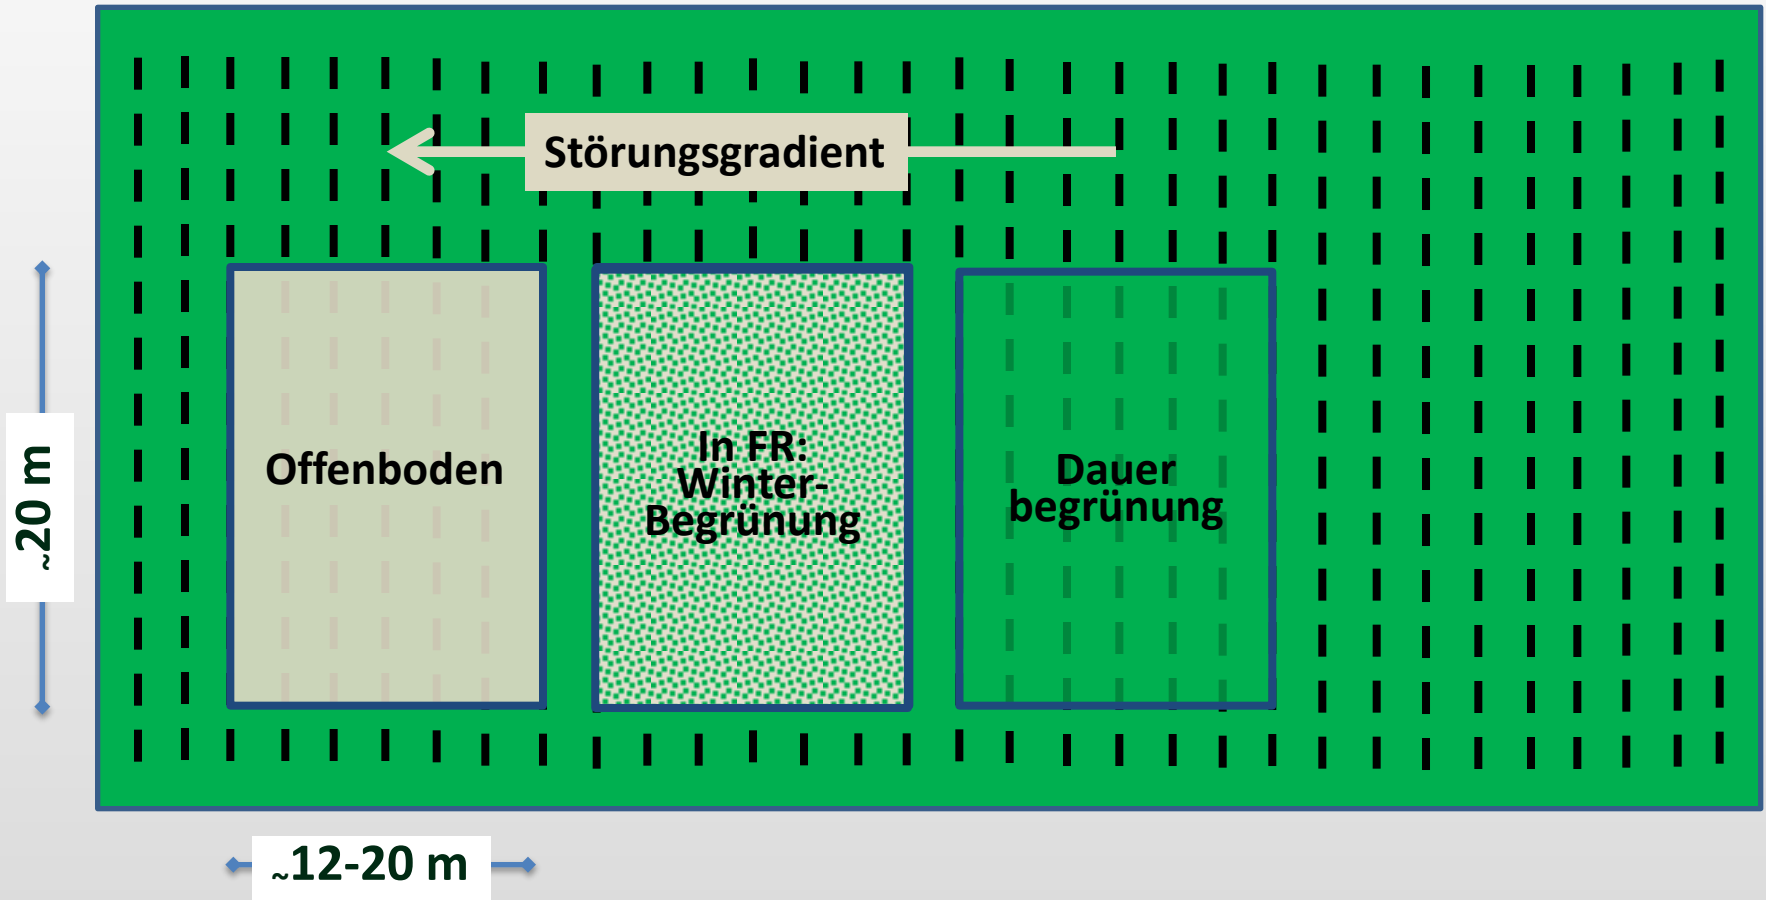 Störungsgradient
Offenboden
In FR:
Winter-
Begrünung
Dauer
begrünung
~20 m
~12-20 m